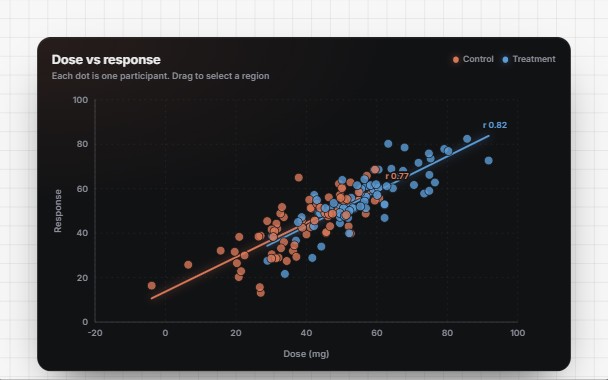 Dose vs response
Each dot is one participant. Drag to select a region
Control
Treatment
100
80
60
40
20
0
Response
r 0.82
r 0.77
-20
0
20
40
60
80
100
Dose (mg)